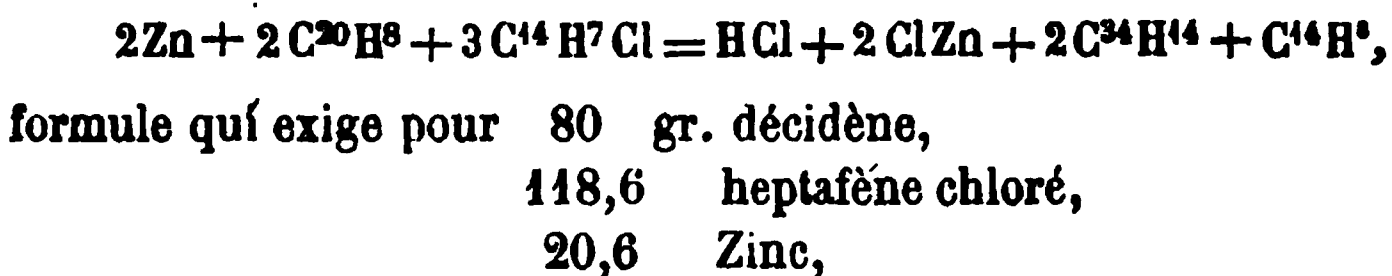 2Zn + 2C²⁰H⁸ + 3C¹⁴H⁷Cl = HCl + 2ClZn + 2C³⁴H¹⁴ + C¹⁴H⁸,
formule qui exige pour 80 gr. décidène,
118,6 heptafène chloré,
20,6 Zinc,